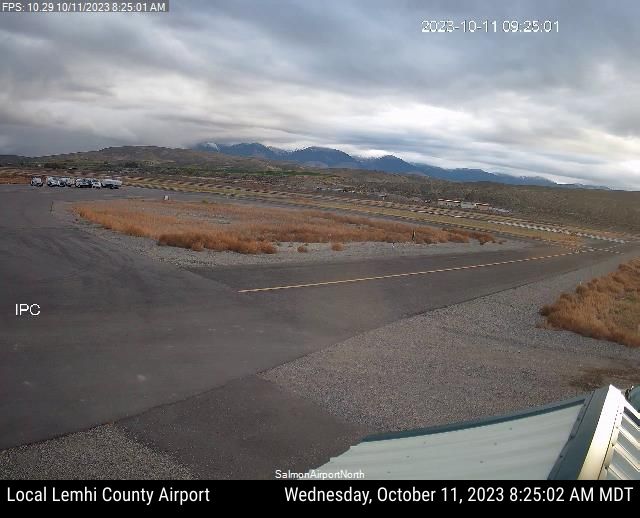 FPS: 10.29 10/11/2023 8:25:01 AM
2023-10-11 09:25:01
IPC
SalmonAirportNorth
Local Lemhi County Airport Wednesday, October 11, 2023 8:25:02 AM MDT